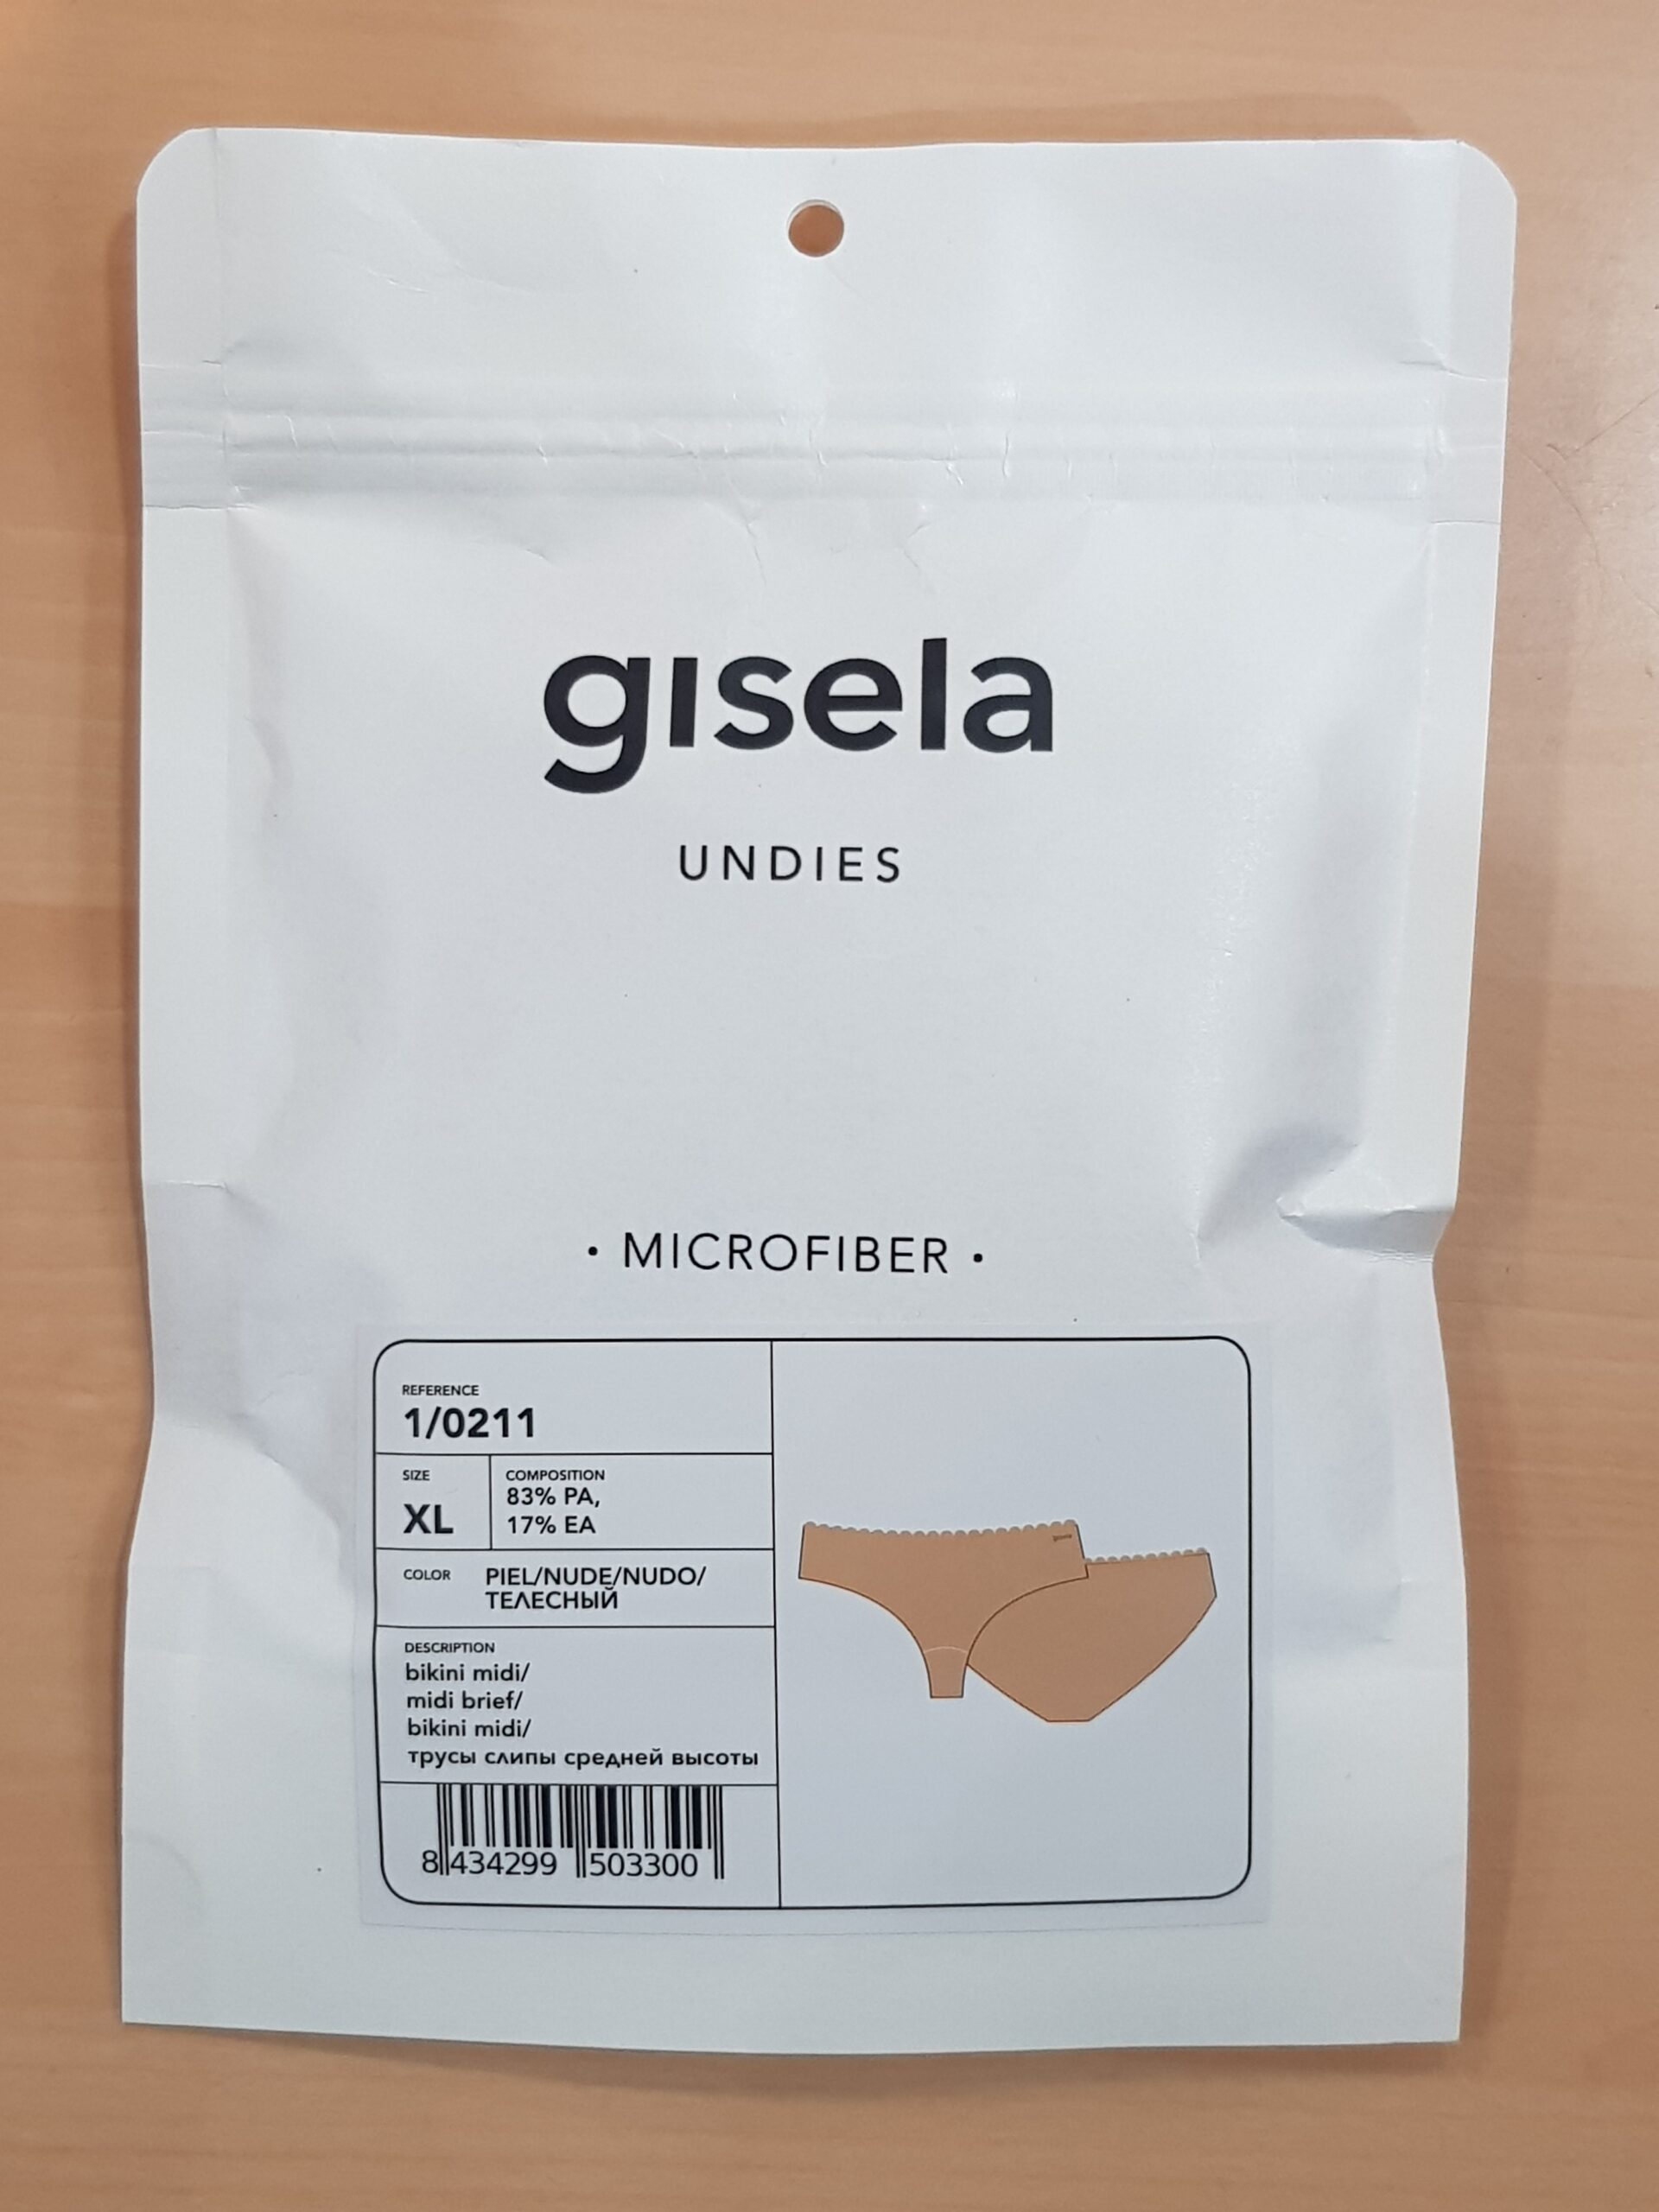 gisela
UNDIES
· MICROFIBER ·
REFERENCE
1/0211
SIZE
XL
COMPOSITION
83% PA,
17% EA
COLOR
PIEL/NUDE/NUDO/
ТЕЛЕСНЫЙ
DESCRIPTION
bikini midi/
midi brief/
bikini midi/
трусы слипы средней высоты
8 434299 503300
gisela